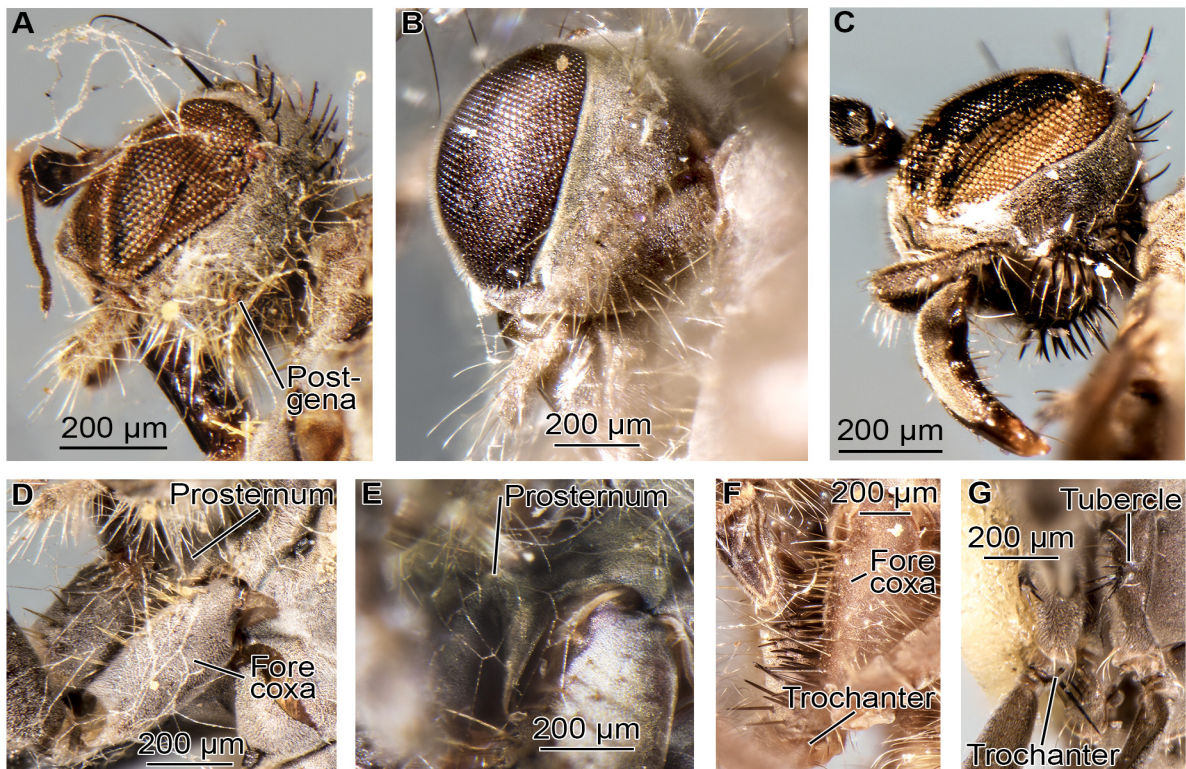 A
B
C
Post-
gena
200 µm
200 µm
200 µm
D
Prosternum
Fore
coxa
200 µm
E
Prosternum
200 µm
F
200 µm
Fore
coxa
Trochanter
G
Tubercle
200 µm
Trochanter